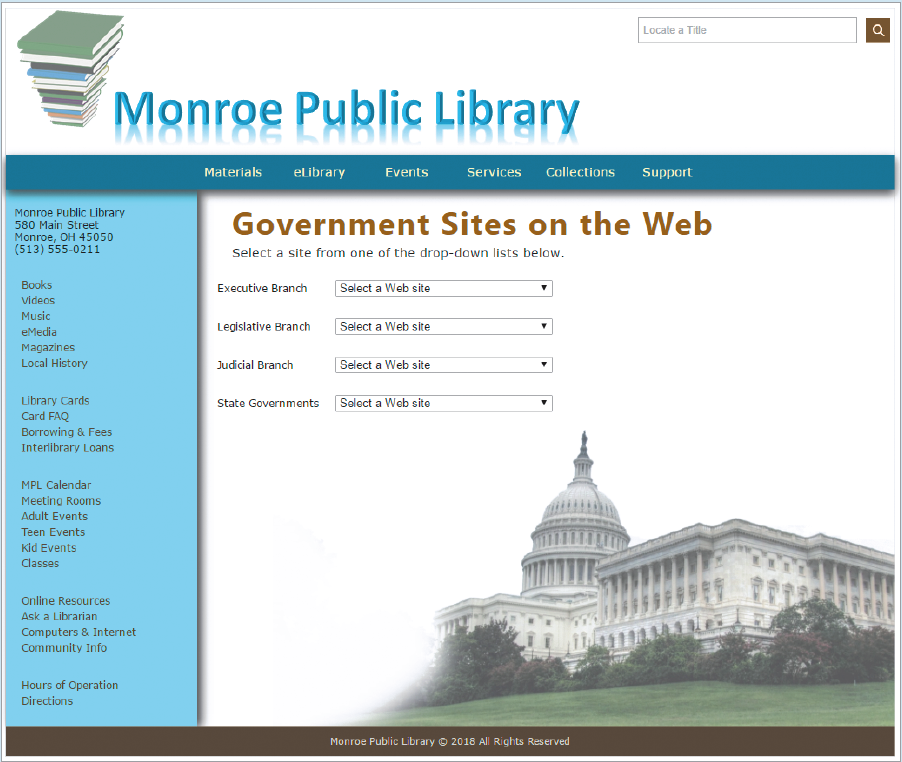 Locate a Title
Monroe Public Library
Materials eLibrary Events Services Collections Support
Monroe Public Library
580 Main Street
Monroe, OH 45050
(513) 555-0211
Books
Videos
Music
eMedia
Magazines
Local History
Library Cards
Card FAQ
Borrowing & Fees
Interlibrary Loans
MPL Calendar
Meeting Rooms
Adult Events
Teen Events
Kid Events
Classes
Online Resources
Ask a Librarian
Computers & Internet
Community Info
Hours of Operation
Directions
Government Sites on the Web
Select a site from one of the drop-down lists below.
Executive Branch Select a Web site
Legislative Branch Select a Web site
Judicial Branch Select a Web site
State Governments Select a Web site
Monroe Public Library © 2018 All Rights Reserved